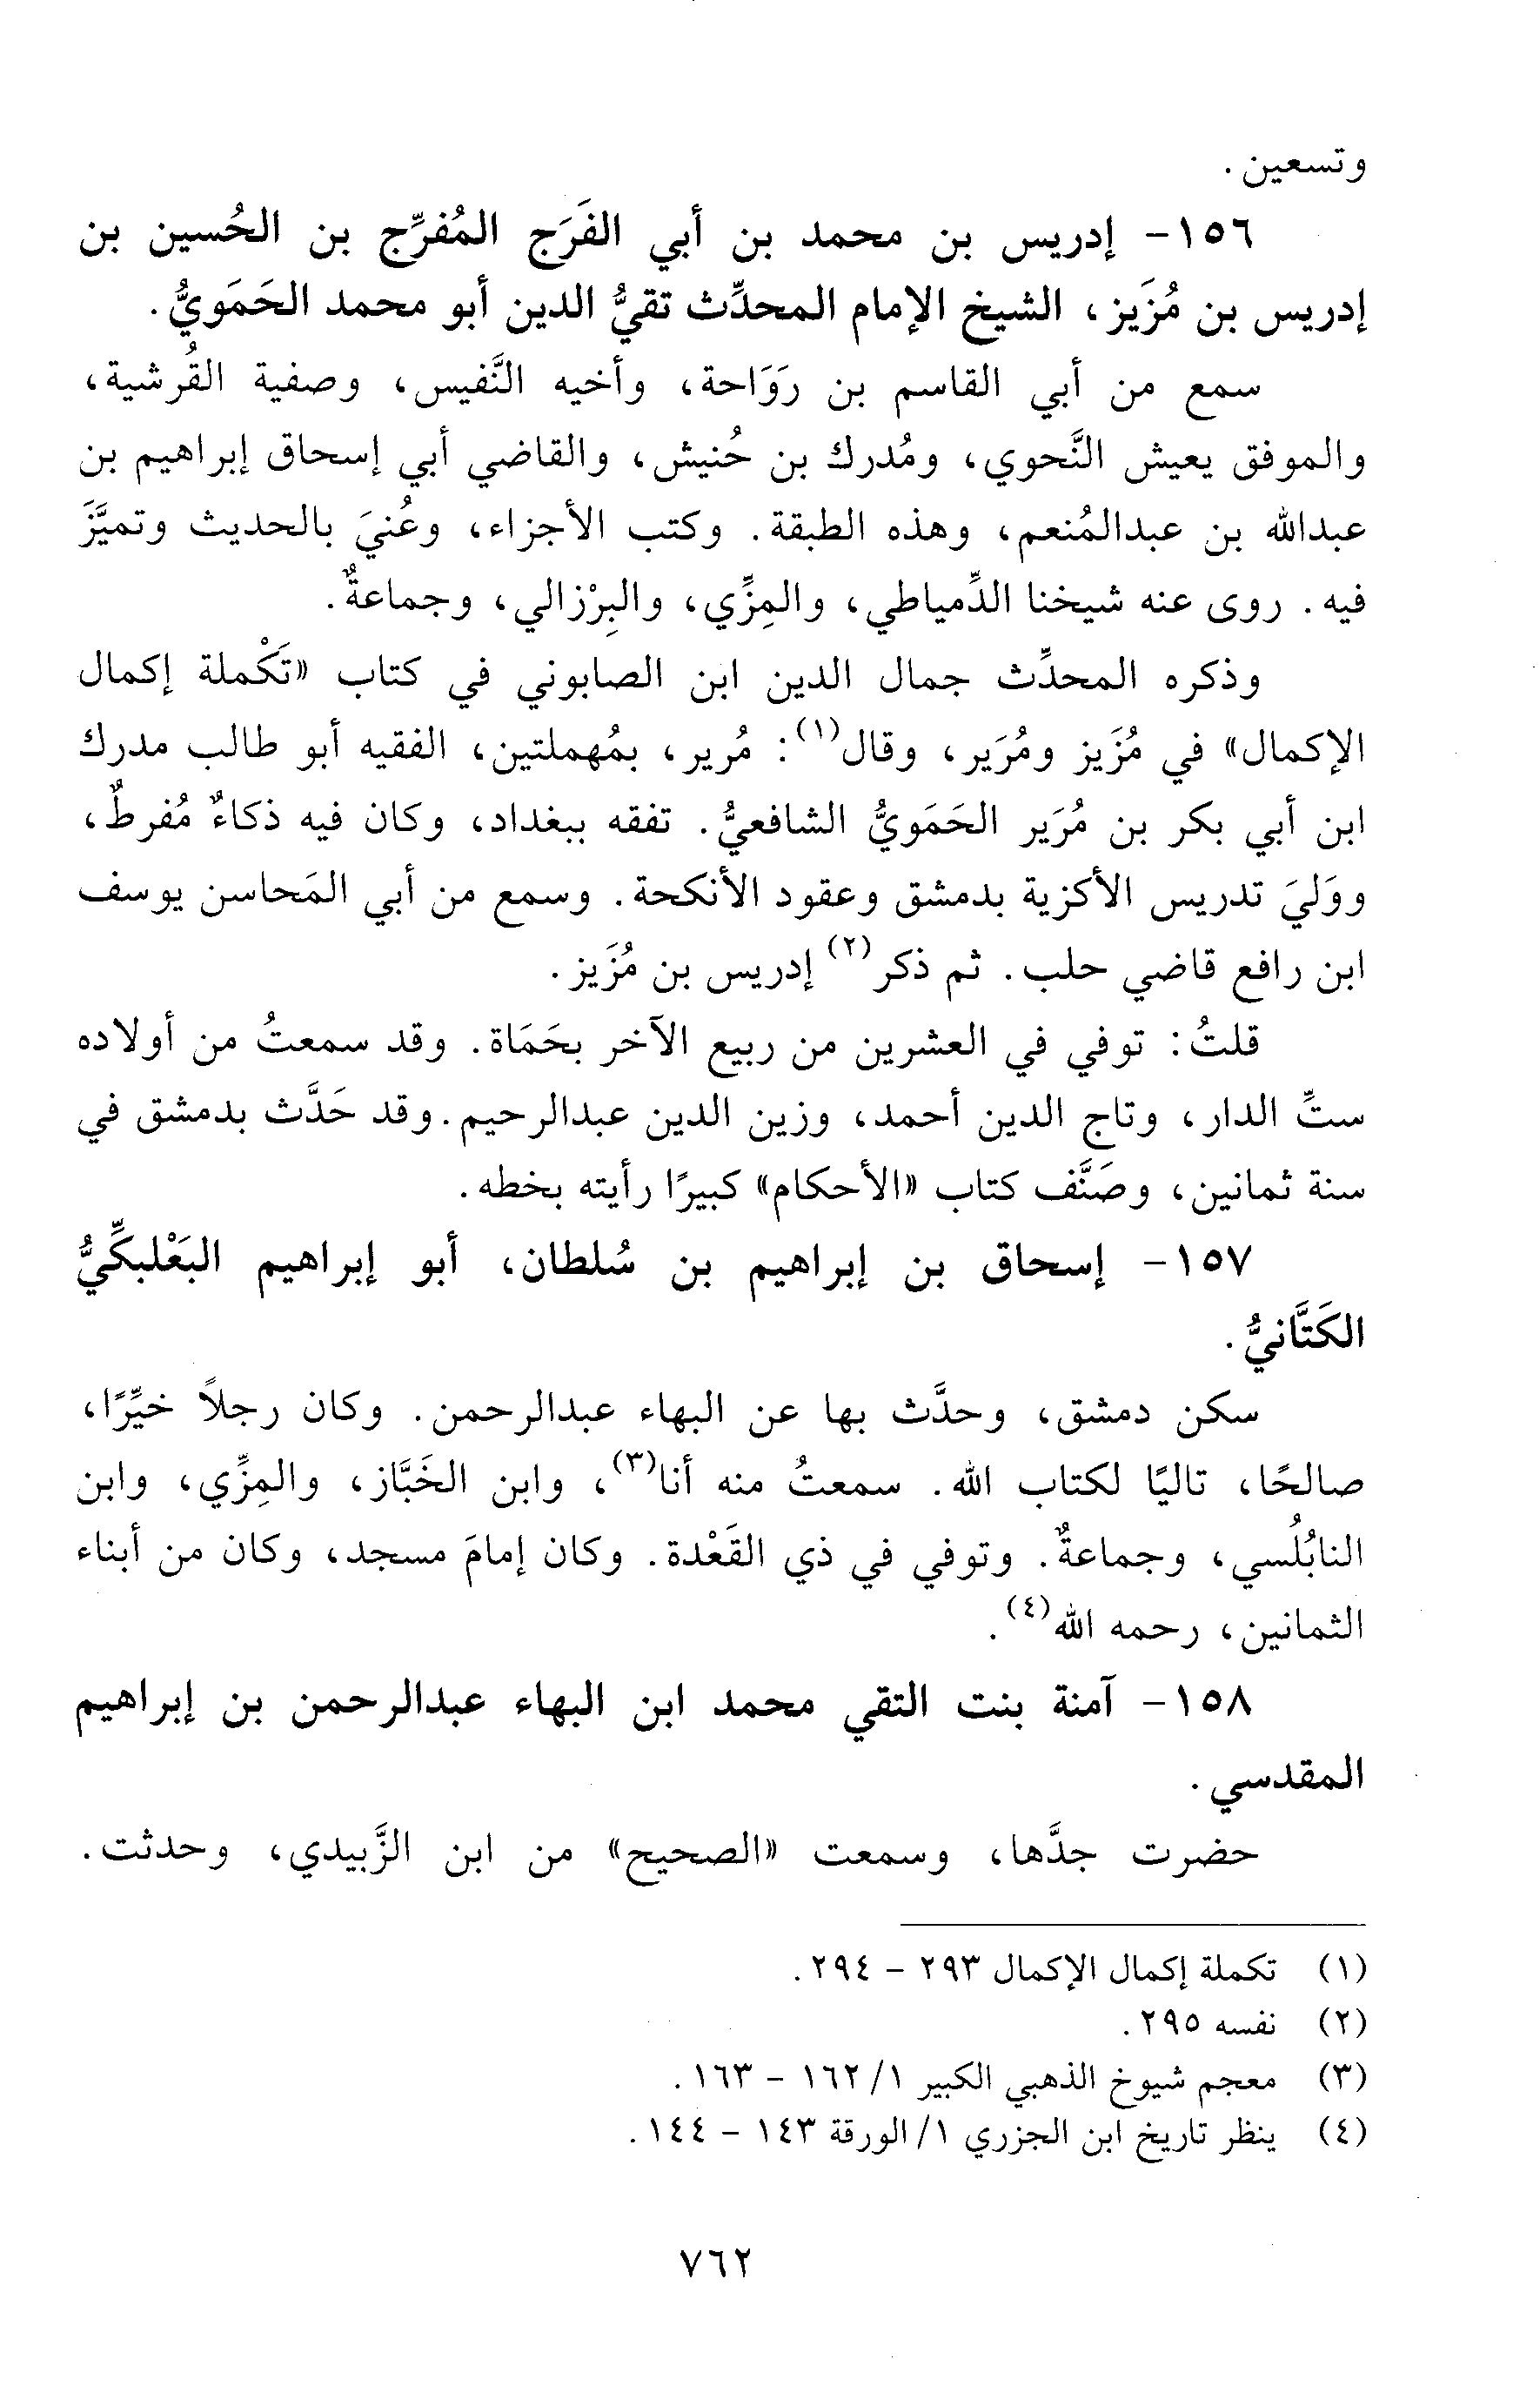 وتسعين.
١٥٦- إدريس بن محمد بن أبي الفَرَج المُفرِّج بن الحُسين بن
إدريس بن مُزَيز، الشيخ الإمام المحدِّث تقيُّ الدين أبو محمد الحَمَويُّ.
سمع من أبي القاسم بن رَوَاحة، وأخيه النَّفيس، وصفية القُرشية،
والموفق يعيش النَّحوي، ومُدرك بن حُنيش، والقاضي أبي إسحاق إبراهيم بن
عبدالله بن عبدالمُنعم، وهذه الطبقة. وكتب الأجزاء، وعُنيَ بالحديث وتميَّزَ
فيه. روى عنه شيخنا الدِّمياطي، والمِزِّي، والبِرْزالي، وجماعةٌ.
وذكره المحدِّث جمال الدين ابن الصابوني في كتاب «تَكْملة إكمال
الإكمال» في مُزَيز ومُرَير، وقال(١): مُرير، بمُهملتين، الفقيه أبو طالب مدرك
ابن أبي بكر بن مُرَير الحَمَويُّ الشافعيُّ. تفقه ببغداد، وكان فيه ذكاءٌ مُفرطٌ،
ووَليَ تدريس الأكزية بدمشق وعقود الأنكحة. وسمع من أبي المَحاسن يوسف
ابن رافع قاضي حلب. ثم ذكر(٢) إدريس بن مُزَيز.
قلتُ: توفي في العشرين من ربيع الآخر بحَمَاة. وقد سمعتُ من أولاده
ستِّ الدار، وتاج الدين أحمد، وزين الدين عبدالرحيم. وقد حَدَّث بدمشق في
سنة ثمانين، وصَنَّف كتاب «الأحكام» كبيرًا رأيته بخطه.
١٥٧- إسحاق بن إبراهيم بن سُلطان، أبو إبراهيم البَعْلبكِّيُّ
الكَتَّانيُّ.
سكن دمشق، وحدَّث بها عن البهاء عبدالرحمن. وكان رجلاً خيِّرًا،
صالحًا، تاليًا لكتاب الله. سمعتُ منه أنا(٣)، وابن الخَبَّاز، والمِزِّي، وابن
النابُلُسي، وجماعةٌ. وتوفي في ذي القَعْدة. وكان إمامَ مسجد، وكان من أبناء
الثمانين، رحمه الله(٤).
١٥٨- آمنة بنت التقي محمد ابن البهاء عبدالرحمن بن إبراهيم
المقدسي.
حضرت جدَّها، وسمعت «الصحيح» من ابن الزَّبيدي، وحدثت.
(١) تكملة إكمال الإكمال ٢٩٣ - ٢٩٤.
(٢) نفسه ٢٩٥.
(٣) معجم شيوخ الذهبي الكبير ١/ ١٦٢ - ١٦٣.
(٤) ينظر تاريخ ابن الجزري ١/ الورقة ١٤٣ - ١٤٤.
٧٦٢